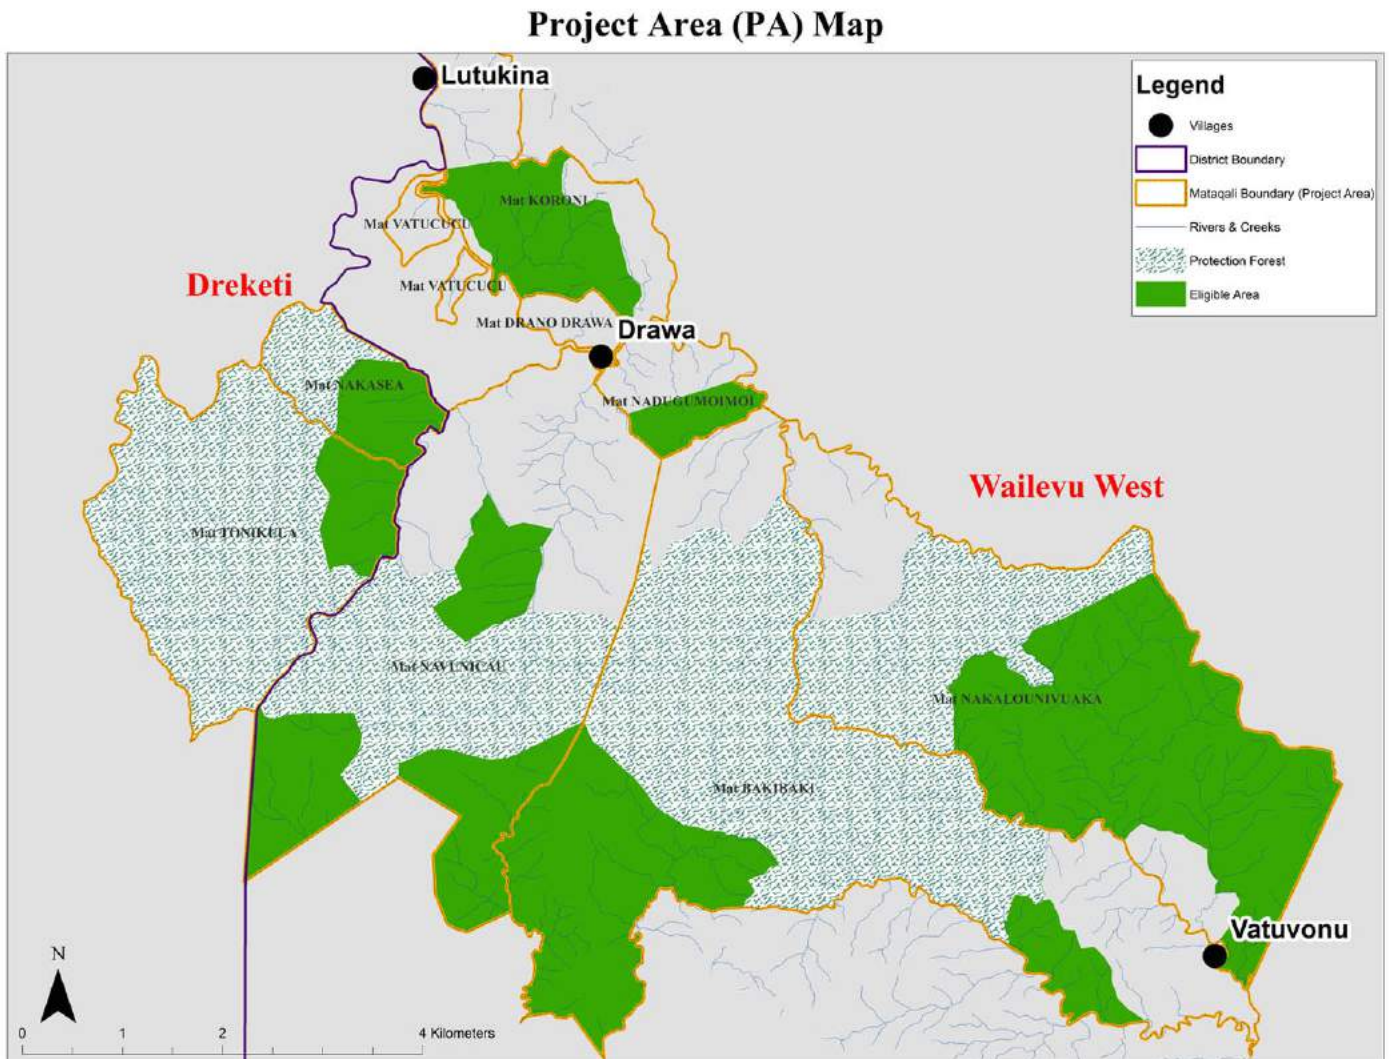 Project Area (PA) Map
Lutukina
Legend
Villages
District Boundary
Mataqali Boundary (Project Area)
Rivers & Creeks
Protection Forest
Eligible Area
Mat KORONI
Mat VATUCUCU
Dreketi
Mat VATUCUCU
Mat DRANO DRAWA
Drawa
Mat NAKASEA
Mat NADUGUMOIMOI
Wailevu West
Mat TONIKULA
Mat NAVUNICAU
Mat NAKALOUNIVUAKA
Mat BAKIBAKI
Vatuvonu
N
0 1 2 4 Kilometers